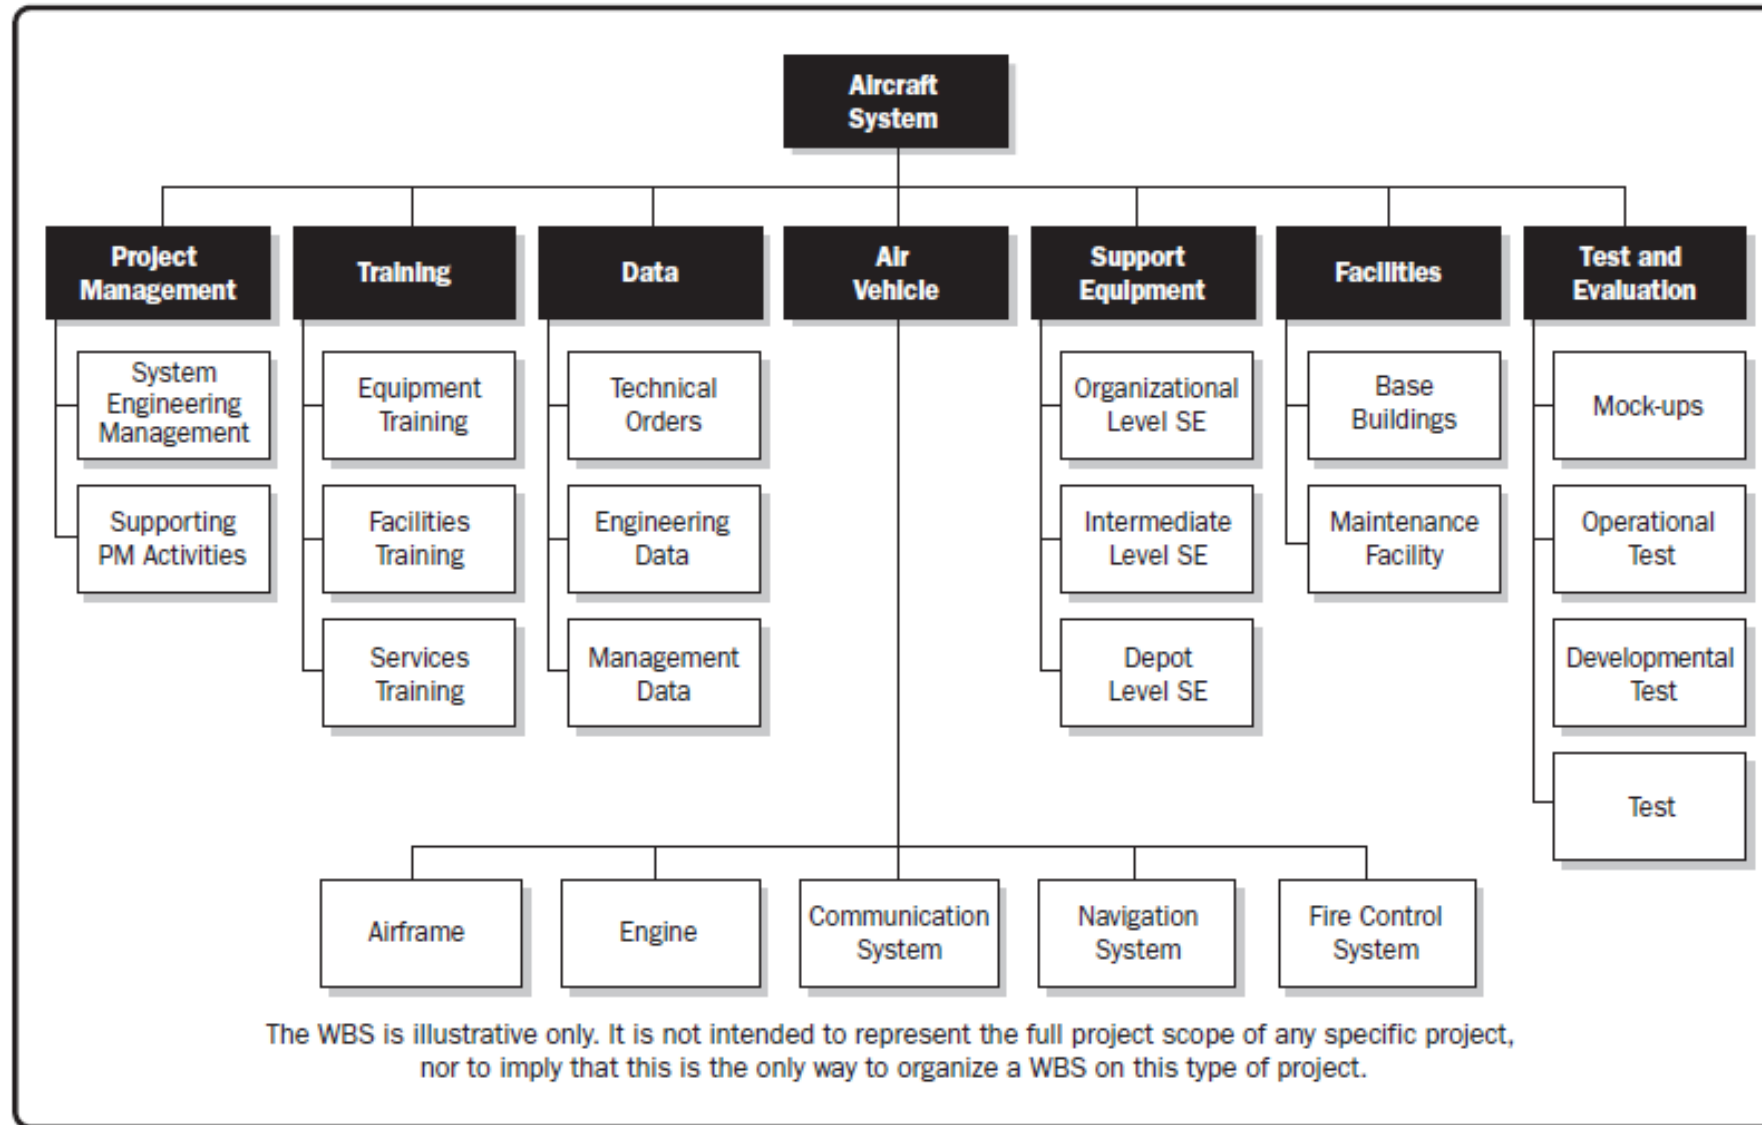 Aircraft
System
Project
Management
Training
Data
Air
Vehicle
Support
Equipment
Facilities
Test and
Evaluation
System
Engineering
Management
Equipment
Training
Technical
Orders
Organizational
Level SE
Base
Buildings
Mock-ups
Supporting
PM Activities
Facilities
Training
Engineering
Data
Intermediate
Level SE
Maintenance
Facility
Operational
Test
Services
Training
Management
Data
Depot
Level SE
Developmental
Test
Test
Airframe
Engine
Communication
System
Navigation
System
Fire Control
System
The WBS is illustrative only. It is not intended to represent the full project scope of any specific project,
nor to imply that this is the only way to organize a WBS on this type of project.